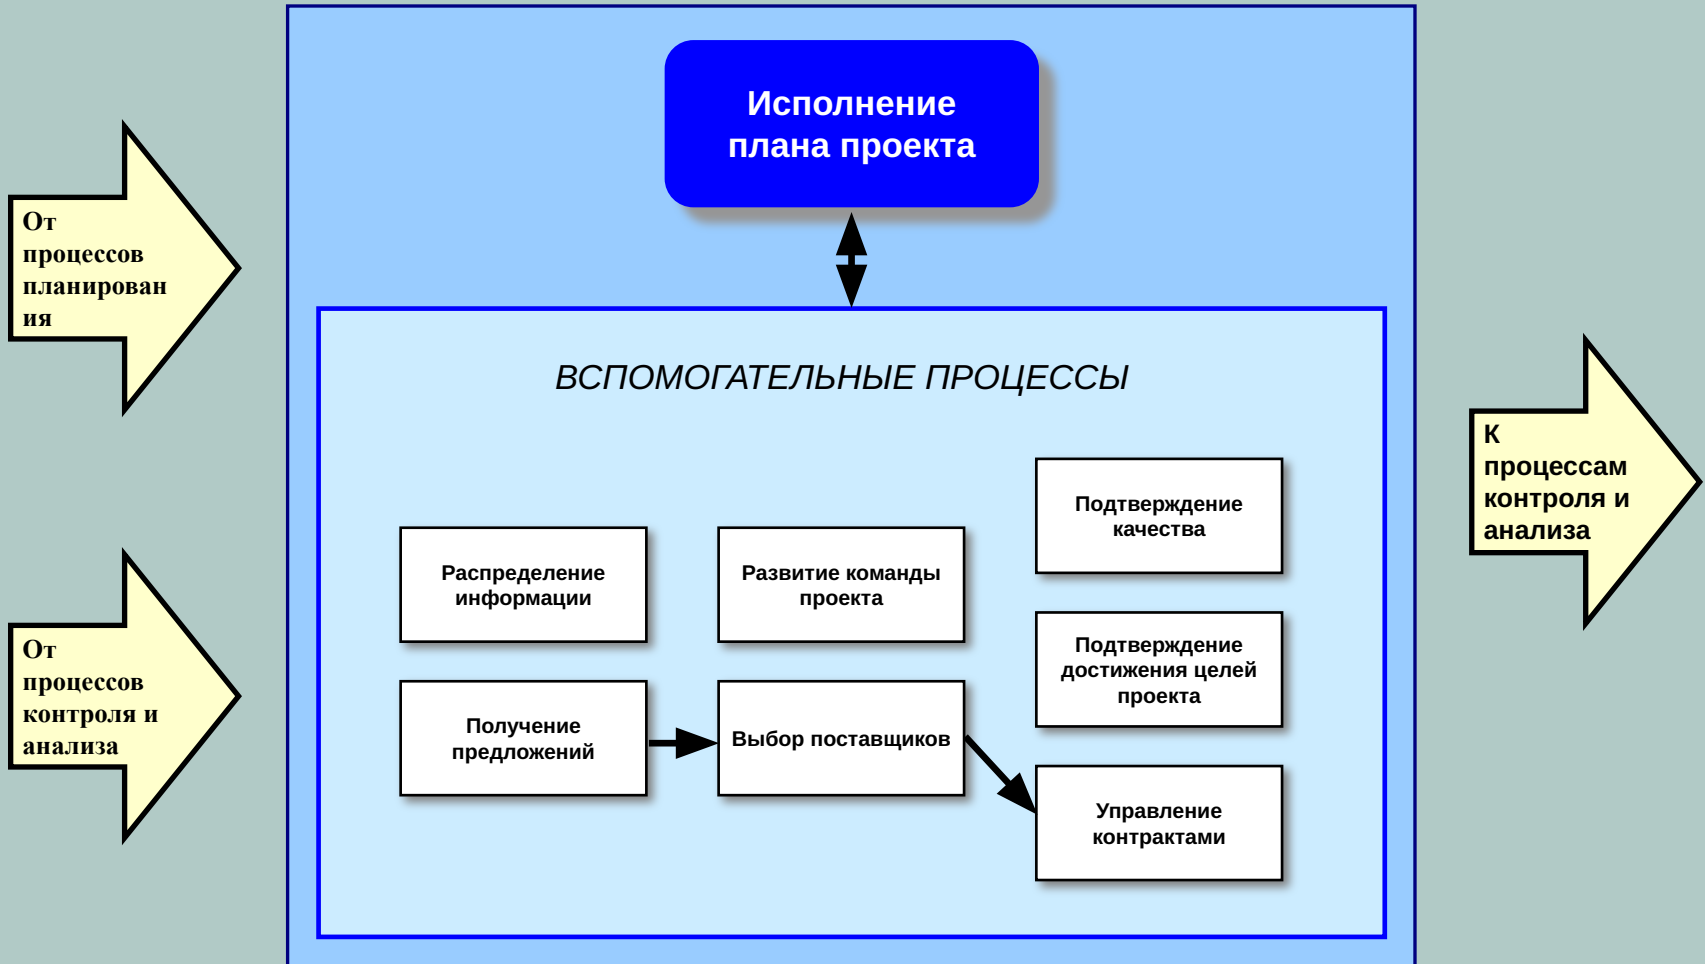 Исполнение
плана проекта
От
процессов
планирован
ия
ВСПОМОГАТЕЛЬНЫЕ ПРОЦЕССЫ
К
процессам
контроля и
анализа
Подтверждение
качества
Распределение
информации
Развитие команды
проекта
Подтверждение
достижения целей
проекта
От
процессов
контроля и
анализа
Получение
предложений
Выбор поставщиков
Управление
контрактами